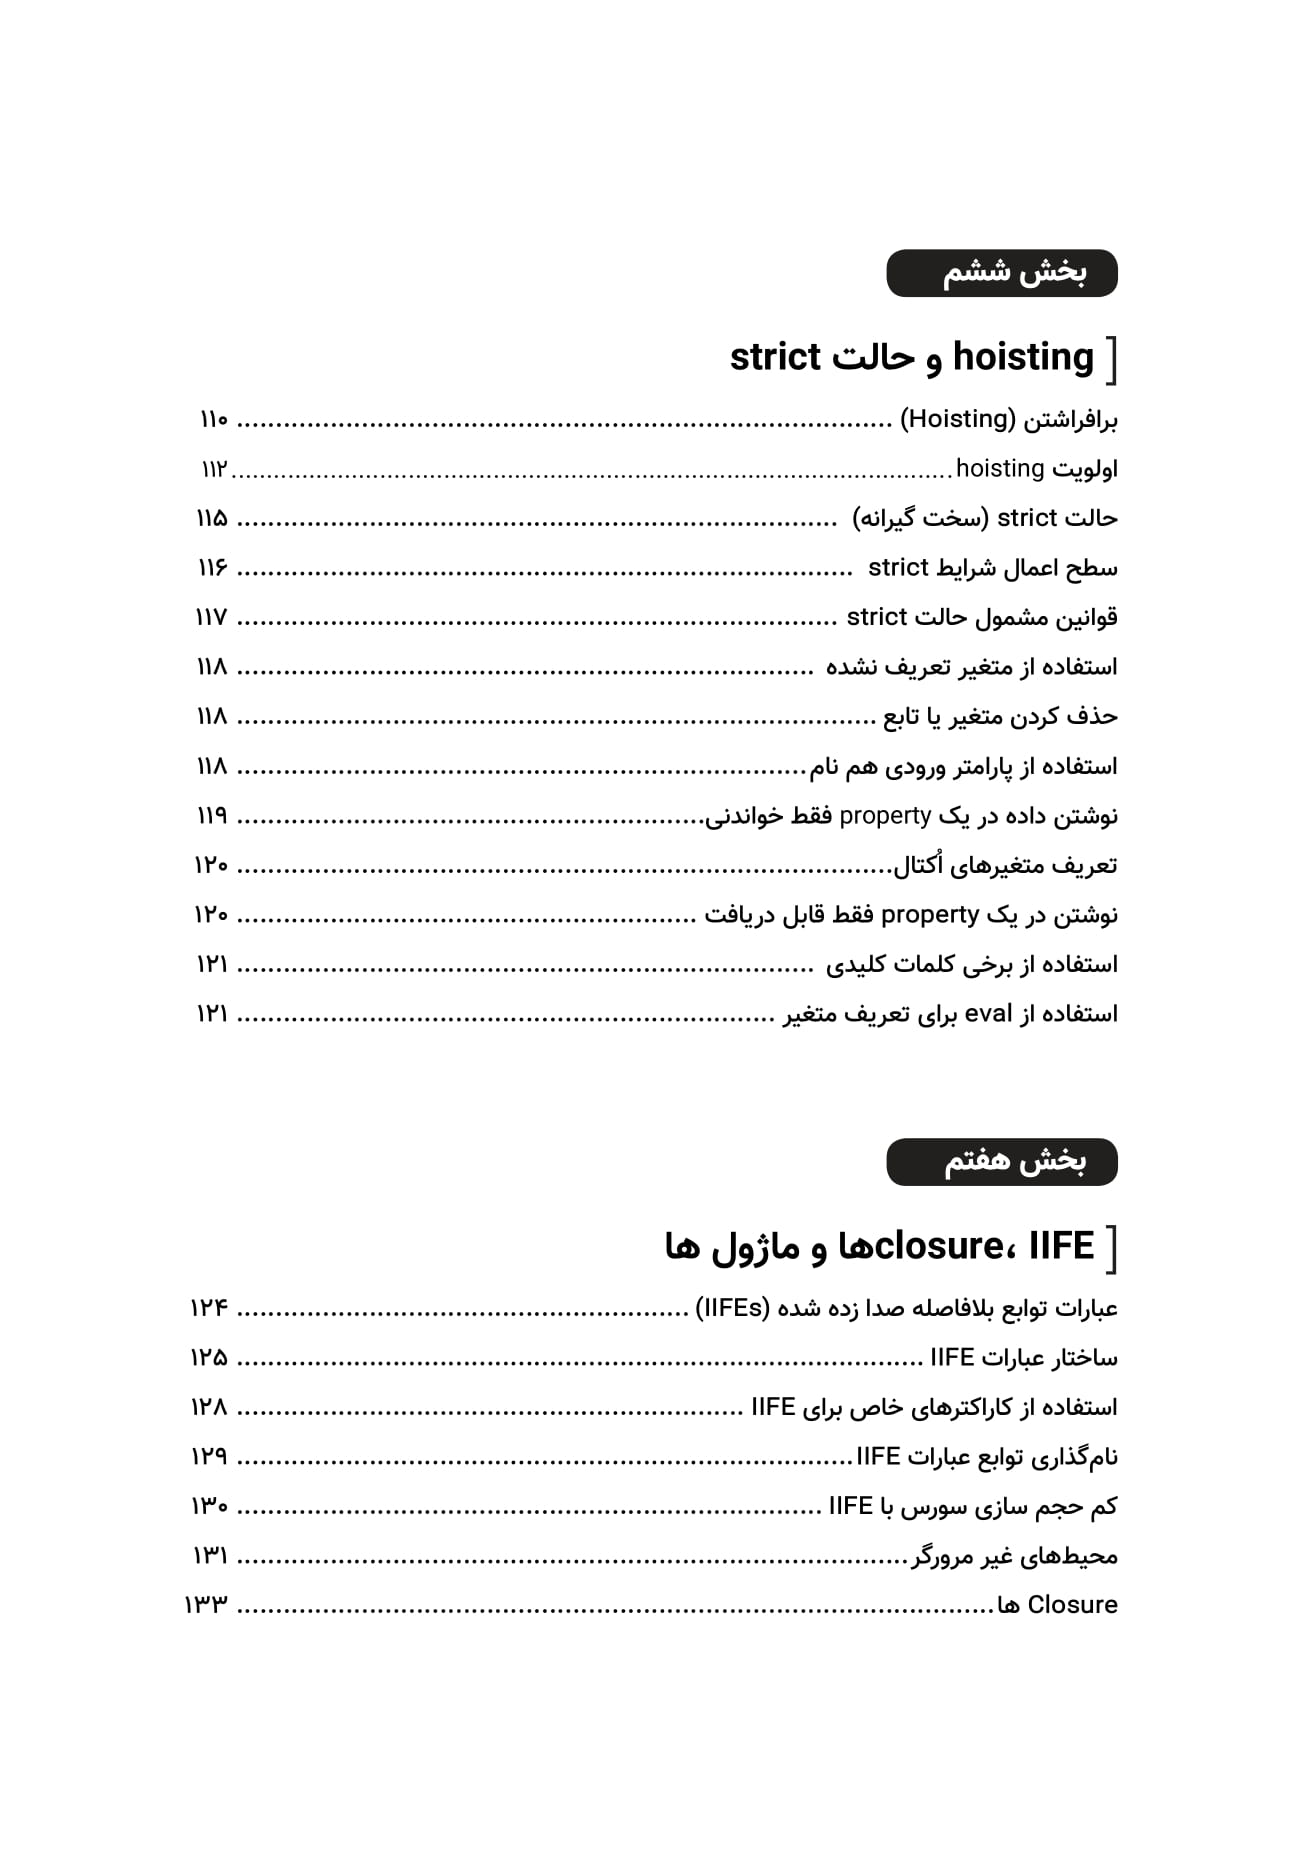 بخش ششم
hoisting و حالت strict
برافراشتن (Hoisting) ................................................................ ۱۱۰
اولویت hoisting ................................................................ ۱۱۲
حالت strict (سخت گیرانه) ................................................................ ۱۱۵
سطح اعمال شرایط strict ................................................................ ۱۱۶
قوانین مشمول حالت strict ................................................................ ۱۱۷
استفاده از متغیر تعریف نشده ................................................................ ۱۱۸
حذف کردن متغیر یا تابع ................................................................ ۱۱۸
استفاده از پارامتر ورودی هم نام ................................................................ ۱۱۸
نوشتن داده در یک property فقط خواندنی ................................................................ ۱۱۹
تعریف متغیرهای اُکتال ................................................................ ۱۲۰
نوشتن در یک property فقط قابل دریافت ................................................................ ۱۲۰
استفاده از برخی کلمات کلیدی ................................................................ ۱۲۱
استفاده از eval برای تعریف متغیر ................................................................ ۱۲۱
بخش هفتم
closure، IIFEها و ماژول ها
عبارات توابع بلافاصله صدا زده شده (IIFEs) ................................................................ ۱۲۴
ساختار عبارات IIFE ................................................................ ۱۲۵
استفاده از کاراکترهای خاص برای IIFE ................................................................ ۱۲۸
نام‌گذاری توابع عبارات IIFE ................................................................ ۱۲۹
کم حجم سازی سورس با IIFE ................................................................ ۱۳۰
محیط‌های غیر مرورگر ................................................................ ۱۳۱
Closure ها ................................................................ ۱۳۳